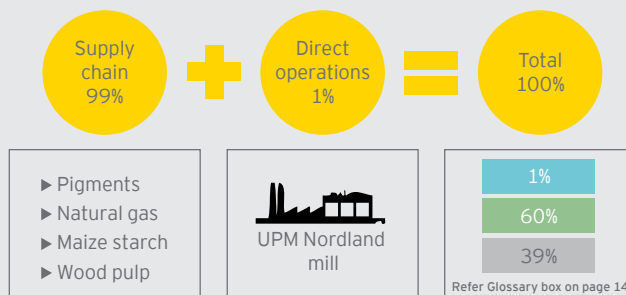 Supply
chain
99%
Direct
operations
1%
Total
100%
▶ Pigments
▶ Natural gas
▶ Maize starch
▶ Wood pulp
UPM Nordland
mill
1%
60%
39%
Refer Glossary box on page 14